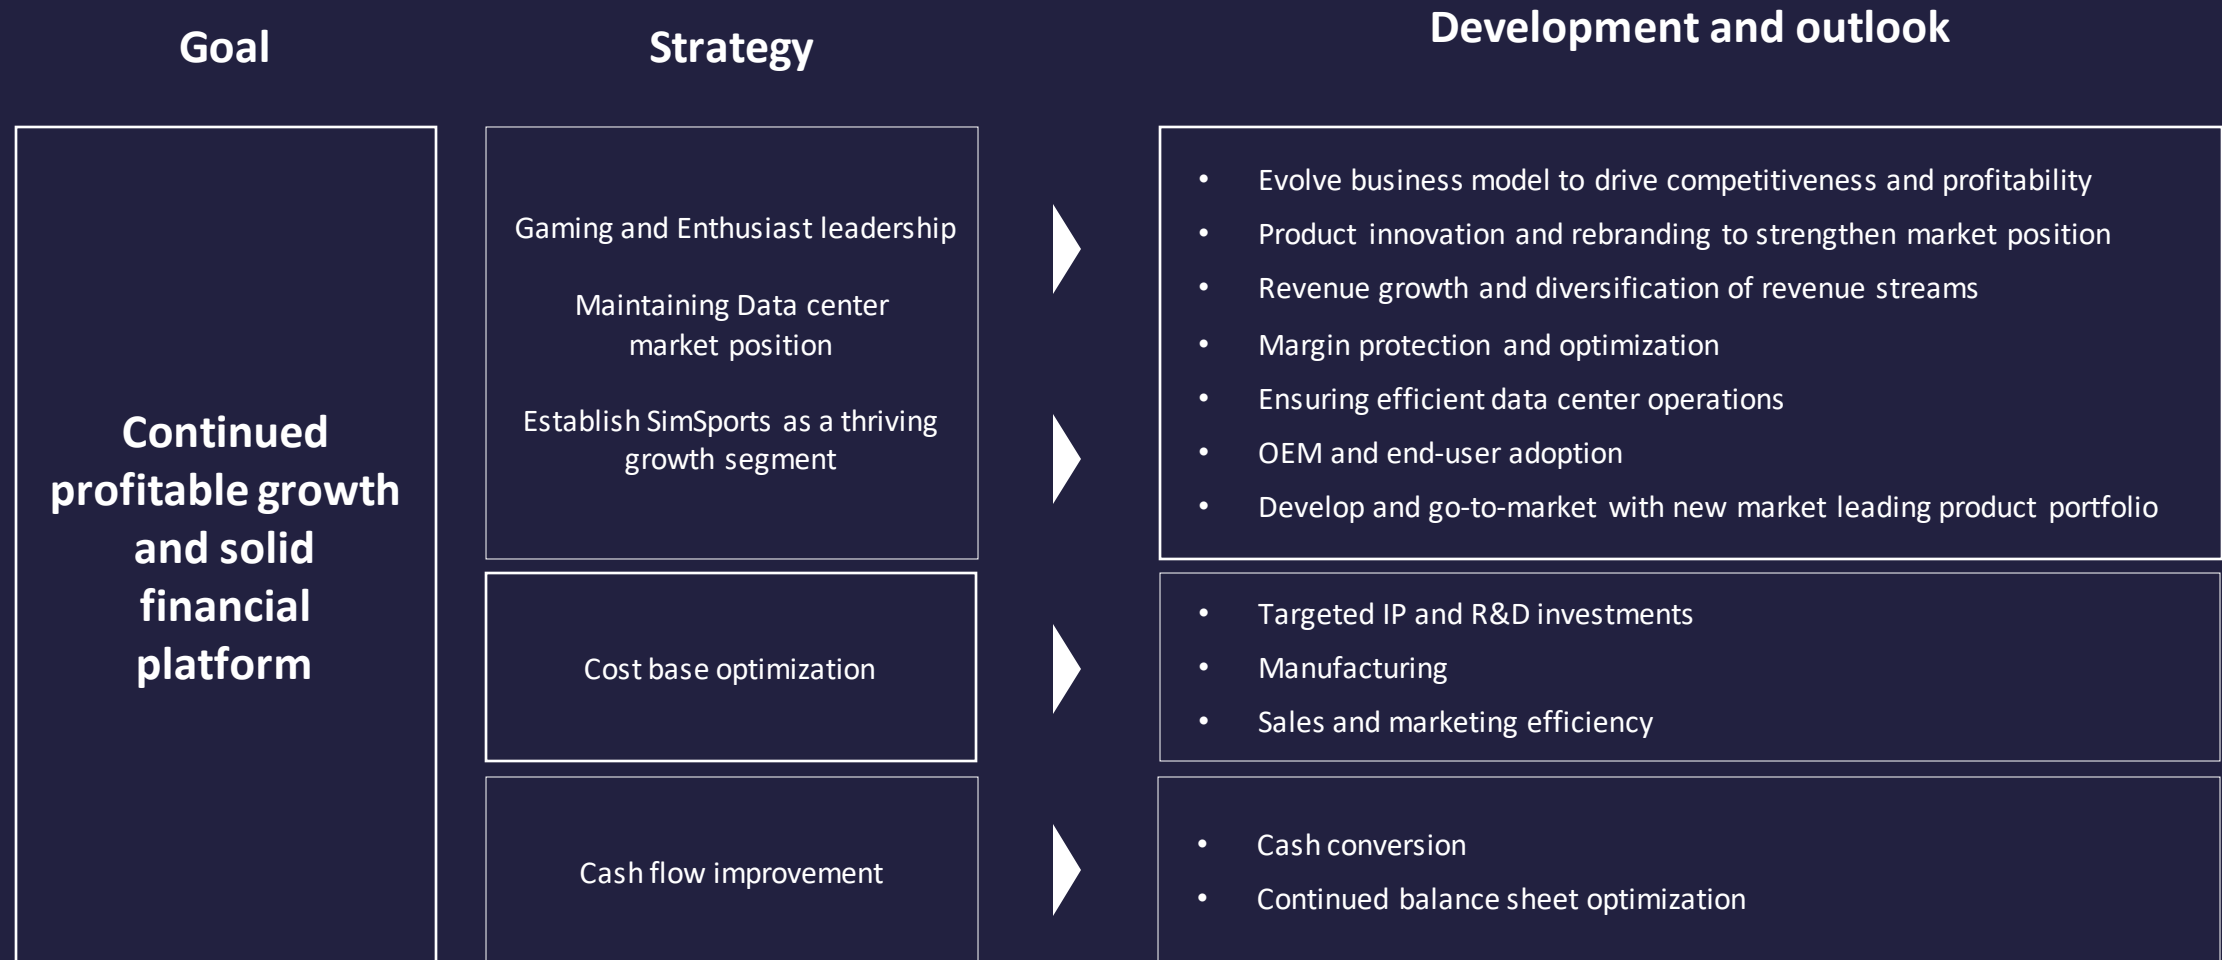 Goal
Strategy
Development and outlook
Continued
profitable growth
and solid
financial
platform
Gaming and Enthusiast leadership
Maintaining Data center
market position
Establish SimSports as a thriving
growth segment
• Evolve business model to drive competitiveness and profitability
• Product innovation and rebranding to strengthen market position
• Revenue growth and diversification of revenue streams
• Margin protection and optimization
• Ensuring efficient data center operations
• OEM and end-user adoption
• Develop and go-to-market with new market leading product portfolio
Cost base optimization
• Targeted IP and R&D investments
• Manufacturing
• Sales and marketing efficiency
Cash flow improvement
• Cash conversion
• Continued balance sheet optimization